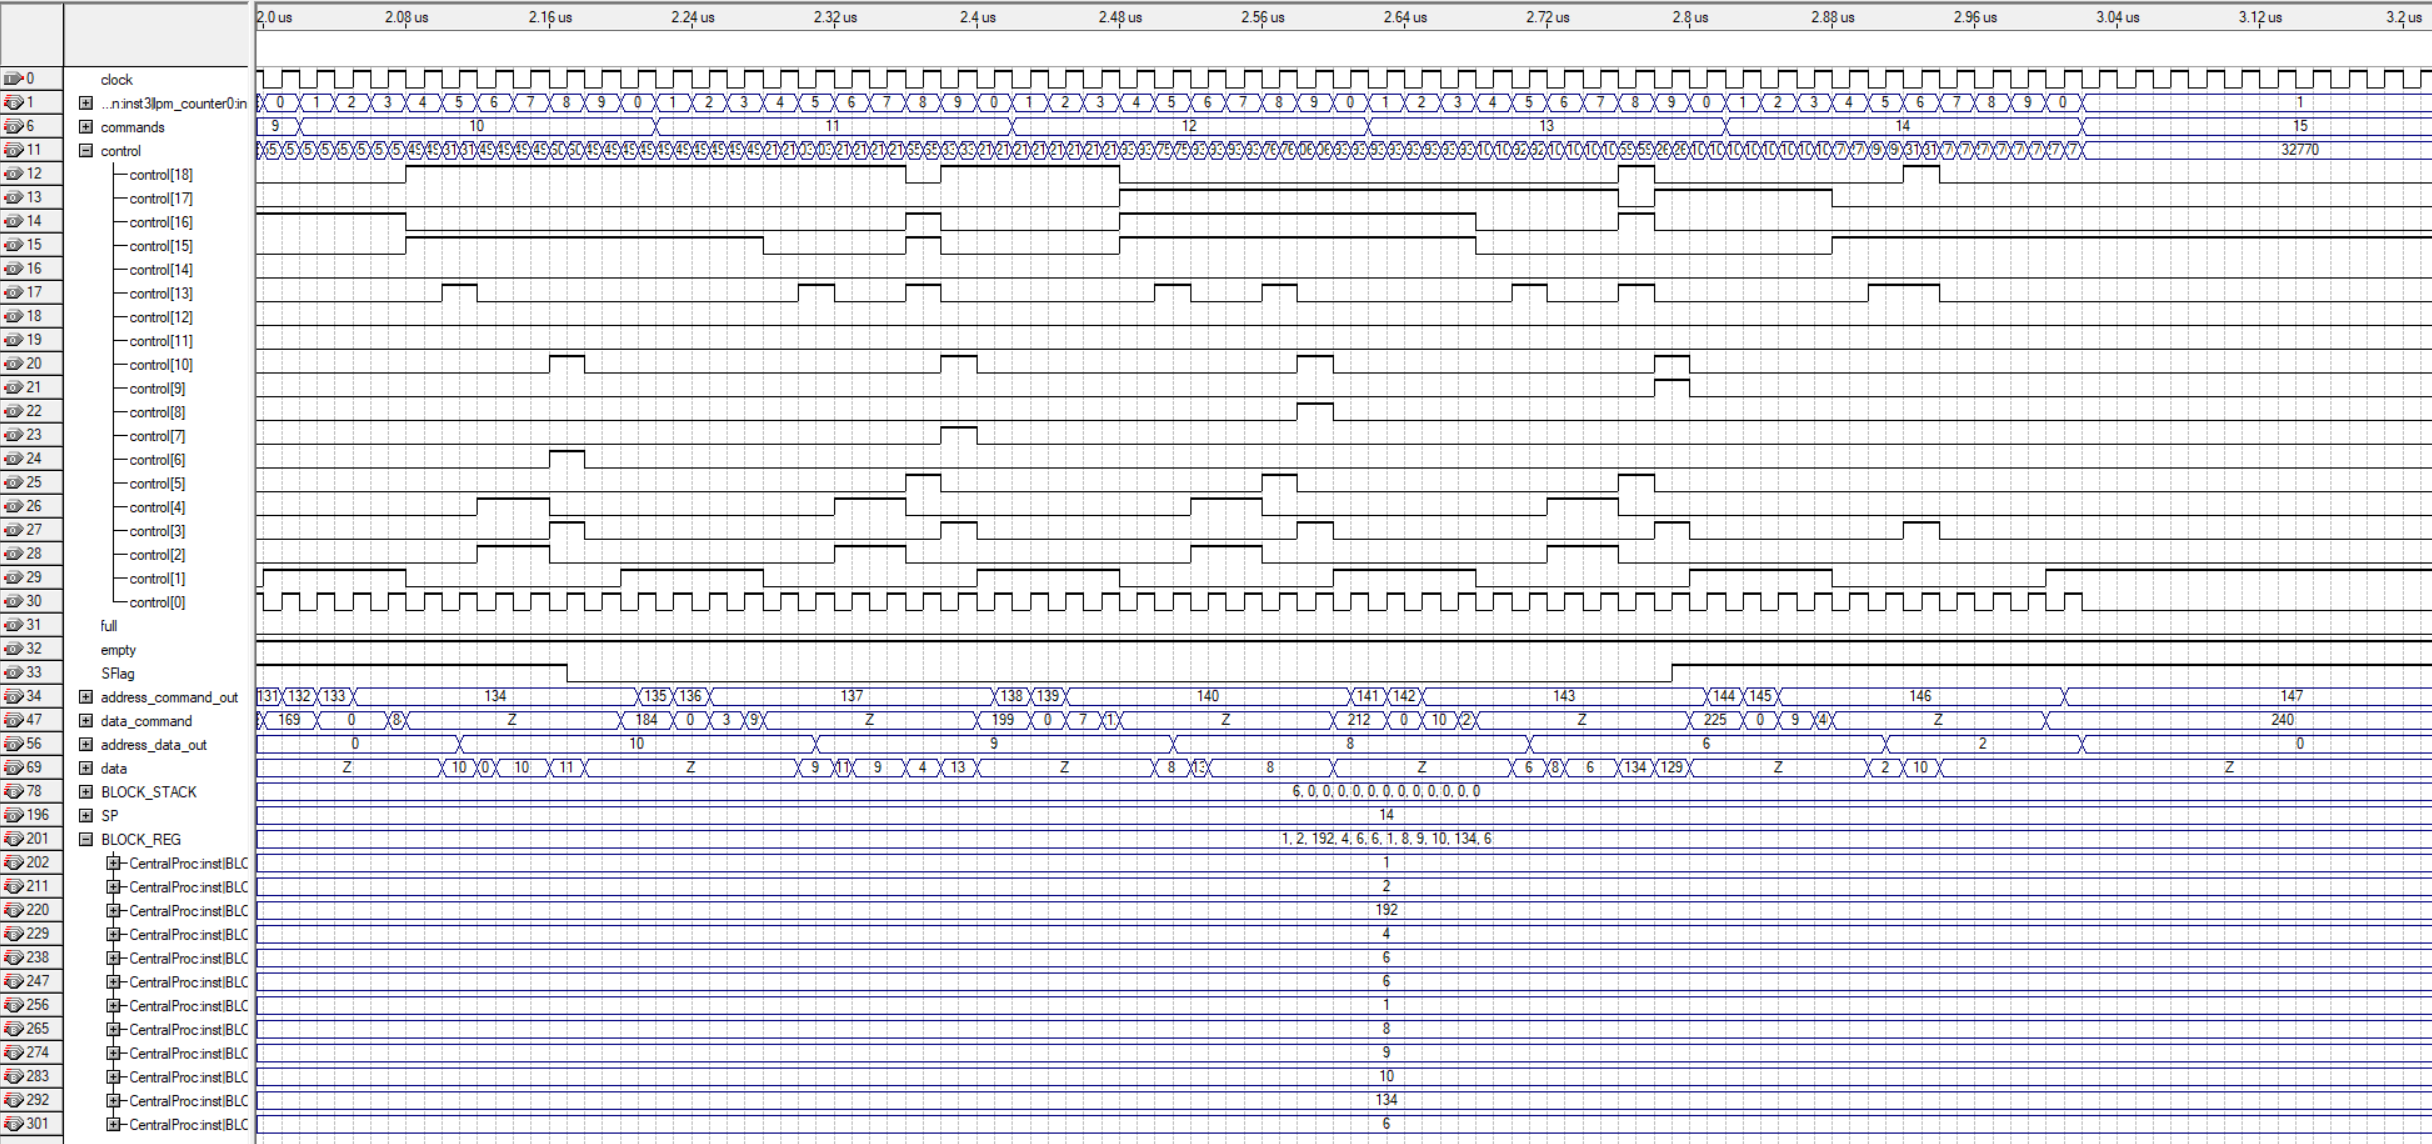 2.0 us 2.08 us 2.16 us 2.24 us 2.32 us 2.4 us 2.48 us 2.56 us 2.64 us 2.72 us 2.8 us 2.88 us 2.96 us 3.04 us 3.12 us 3.2 us
0 clock
1 ...n:inst3|lpm_counter0:in 0 1 2 3 4 5 6 7 8 9 0 1 2 3 4 5 6 7 8 9 0 1 2 3 4 5 6 7 8 9 0 1 2 3 4 5 6 7 8 9 0 1 2 3 4 5 6 7 8 9 0 1
6 commands 9 10 11 12 13 14 15
11 control 32770
12 control[18]
13 control[17]
14 control[16]
15 control[15]
16 control[14]
17 control[13]
18 control[12]
19 control[11]
20 control[10]
21 control[9]
22 control[8]
23 control[7]
24 control[6]
25 control[5]
26 control[4]
27 control[3]
28 control[2]
29 control[1]
30 control[0]
31 full
32 empty
33 SFlag
34 address_command_out 131 132 133 134 135 136 137 138 139 140 141 142 143 144 145 146 147
47 data_command 169 0 8 Z 184 0 3 9 Z 199 0 7 1 Z 212 0 10 2 Z 225 0 9 4 Z 240
56 address_data_out 0 10 9 8 6 2 0
69 data Z 10 0 10 11 Z 9 11 9 4 13 Z 8 13 8 Z 6 8 6 134 129 Z 2 10 Z
78 BLOCK_STACK 6, 0, 0, 0, 0, 0, 0, 0, 0, 0, 0, 0
196 SP 14
201 BLOCK_REG 1, 2, 192, 4, 6, 6, 1, 8, 9, 10, 134, 6
202 CentralProc:inst|BLC 1
211 CentralProc:inst|BLC 2
220 CentralProc:inst|BLC 192
229 CentralProc:inst|BLC 4
238 CentralProc:inst|BLC 6
247 CentralProc:inst|BLC 6
256 CentralProc:inst|BLC 1
265 CentralProc:inst|BLC 8
274 CentralProc:inst|BLC 9
283 CentralProc:inst|BLC 10
292 CentralProc:inst|BLC 134
301 CentralProc:inst|BLC 6